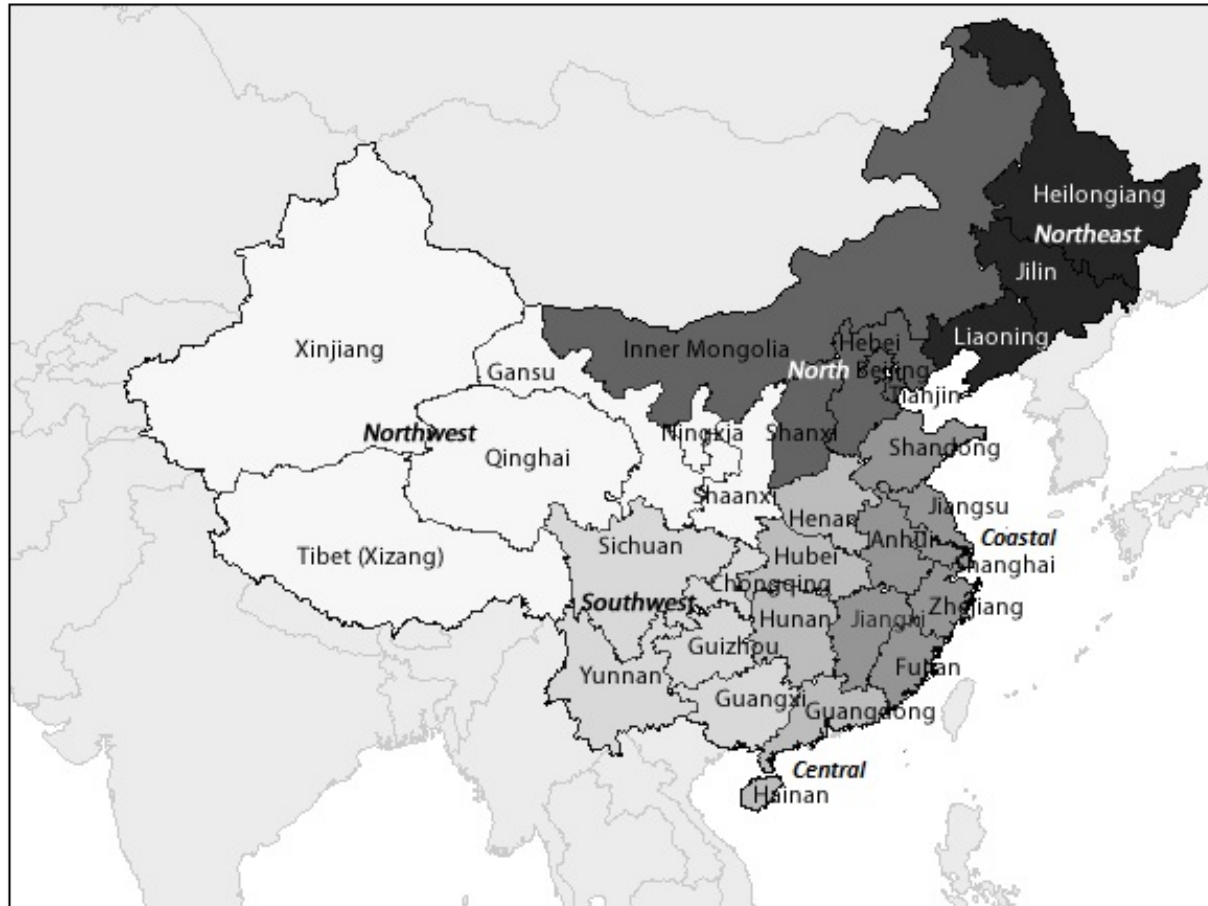 Heilongiang
Northeast
Jilin
Liaoning
Xinjiang
Inner Mongolia
Hebei
Gansu
North
Beijing
Tianjin
Northwest
Ningxia
Shanxi
Shandong
Qinghai
Shaanxi
Jiangsu
Henan
Anhui
Coastal
Tibet (Xizang)
Sichuan
Hubei
Shanghai
Chongqing
Southwest
Zhejiang
Hunan
Jiangxi
Guizhou
Fujian
Yunnan
Guangxi
Guangdong
Central
Hainan